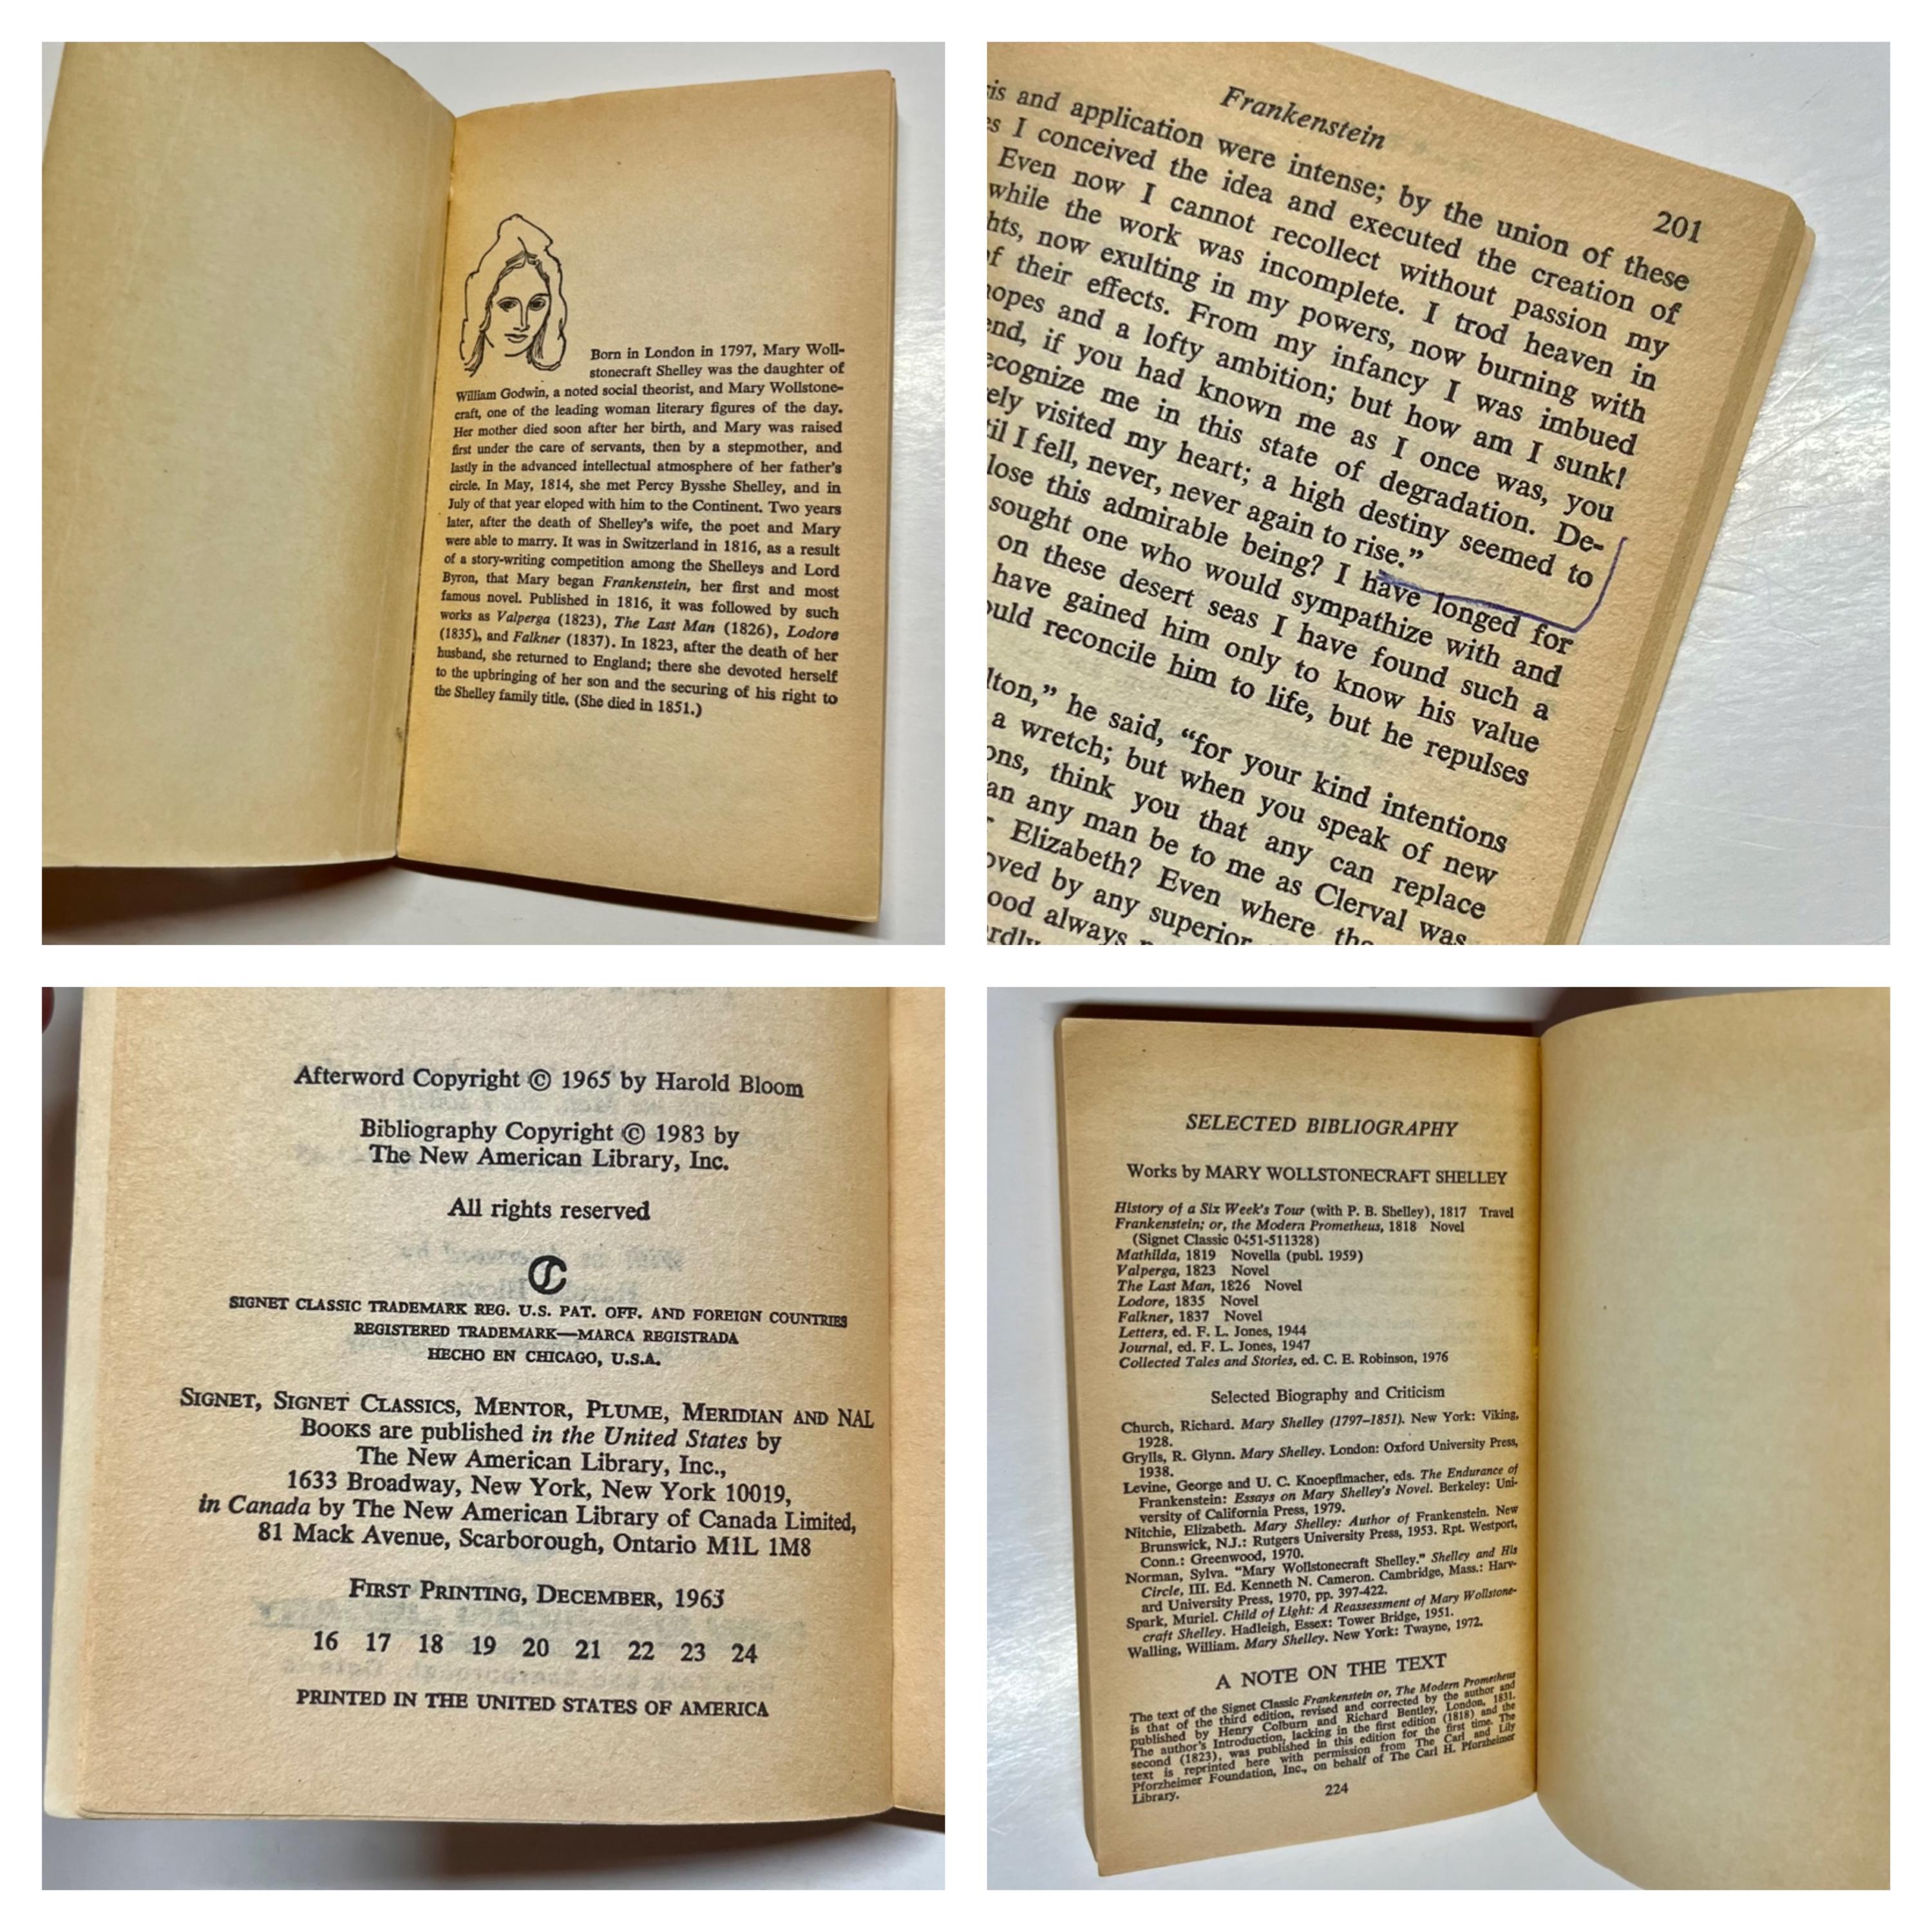 Born in London in 1797, Mary Woll-
stonecraft Shelley was the daughter of
William Godwin, a noted social theorist, and Mary Wollstone-
craft, one of the leading woman literary figures of the day.
Her mother died soon after her birth, and Mary was raised
first under the care of servants, then by a stepmother, and
lastly in the advanced intellectual atmosphere of her father's
circle. In May, 1814, she met Percy Bysshe Shelley, and in
July of that year eloped with him to the Continent. Two years
later, after the death of Shelley's wife, the poet and Mary
were able to marry. It was in Switzerland in 1816, as a result
of a story-writing competition among the Shelleys and Lord
Byron, that Mary began Frankenstein, her first and most
famous novel. Published in 1816, it was followed by such
works as Valperga (1823), The Last Man (1826), Lodore
(1835), and Falkner (1837). In 1823, after the death of her
husband, she returned to England; there she devoted herself
to the upbringing of her son and the securing of his right to
the Shelley family title. (She died in 1851.)
Frankenstein
201
is and application were intense; by the union of these
es I conceived the idea and executed the creation of
Even now I cannot recollect without passion my
while the work was incomplete. I trod heaven in
hts, now exulting in my powers, now burning with
of their effects. From my infancy I was imbued
hopes and a lofty ambition; but how am I sunk!
end, if you had known me as I once was, you
ecognize me in this state of degradation. De-
ely visited my heart; a high destiny seemed to
til I fell, never, never again to rise."
lose this admirable being? I have longed for
sought one who would sympathize with and
on these desert seas I have found such a
have gained him only to know his value
ould reconcile him to life, but he repulses
lton," he said, "for your kind intentions
a wretch; but when you speak of new
ons, think you that any can replace
an any man be to me as Clerval was
Elizabeth? Even where the
oved by any superior
ood always
rdly
Afterword Copyright © 1965 by Harold Bloom
Bibliography Copyright © 1983 by
The New American Library, Inc.
All rights reserved
SIGNET CLASSIC TRADEMARK REG. U.S. PAT. OFF. AND FOREIGN COUNTRIES
REGISTERED TRADEMARK—MARCA REGISTRADA
HECHO EN CHICAGO, U.S.A.
SIGNET, SIGNET CLASSICS, MENTOR, PLUME, MERIDIAN AND NAL
BOOKS are published in the United States by
The New American Library, Inc.,
1633 Broadway, New York, New York 10019,
in Canada by The New American Library of Canada Limited,
81 Mack Avenue, Scarborough, Ontario M1L 1M8
FIRST PRINTING, DECEMBER, 1963
16 17 18 19 20 21 22 23 24
PRINTED IN THE UNITED STATES OF AMERICA
SELECTED BIBLIOGRAPHY
Works by MARY WOLLSTONECRAFT SHELLEY
History of a Six Week's Tour (with P. B. Shelley), 1817 Travel
Frankenstein; or, the Modern Prometheus, 1818 Novel
(Signet Classic 0451-511328)
Mathilda, 1819 Novella (publ. 1959)
Valperga, 1823 Novel
The Last Man, 1826 Novel
Lodore, 1835 Novel
Falkner, 1837 Novel
Letters, ed. F. L. Jones, 1944
Journal, ed. F. L. Jones, 1947
Collected Tales and Stories, ed. C. E. Robinson, 1976
Selected Biography and Criticism
Church, Richard. Mary Shelley (1797–1851). New York: Viking,
1928.
Grylls, R. Glynn. Mary Shelley. London: Oxford University Press,
1938.
Levine, George and U. C. Knoepflmacher, eds. The Endurance of
Frankenstein: Essays on Mary Shelley's Novel. Berkeley: Uni-
versity of California Press, 1979.
Nitchie, Elizabeth. Mary Shelley: Author of Frankenstein. New
Brunswick, N.J.: Rutgers University Press, 1953. Rpt. Westport,
Conn.: Greenwood, 1970.
Norman, Sylva. "Mary Wollstonecraft Shelley." Shelley and His
Circle, III. Ed. Kenneth N. Cameron. Cambridge, Mass.: Harv-
ard University Press, 1970, pp. 397-422.
Spark, Muriel. Child of Light: A Reassessment of Mary Wollstone-
craft Shelley. Hadleigh, Essex: Tower Bridge, 1951.
Walling, William. Mary Shelley. New York: Twayne, 1972.
A NOTE ON THE TEXT
The text of the Signet Classic Frankenstein or, The Modern Prometheus
is that of the third edition, revised and corrected by the author and
published by Henry Colburn and Richard Bentley, London, 1831.
The author's Introduction, lacking in the first edition (1818) and the
second (1823), was published in this edition for the first time. The
text is reprinted here with permission from The Carl and Lily
Pforzheimer Foundation, Inc., on behalf of The Carl H. Pforzheimer
Library.
224